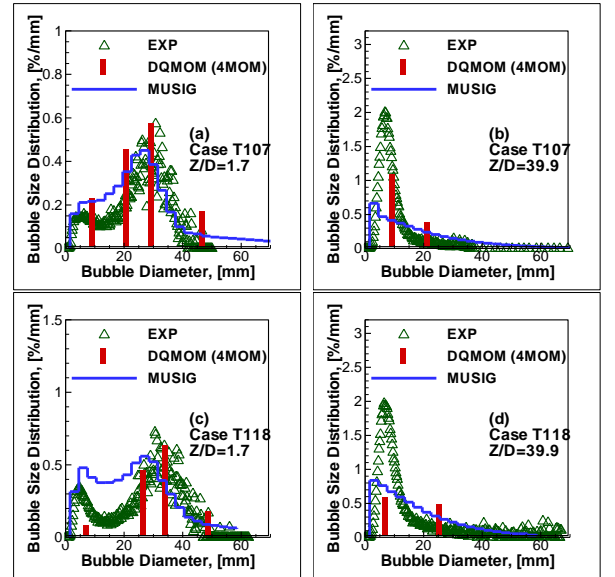 Bubble Size Distribution, [%/mm]
1
0.8
0.6
0.4
0.2
0
0
20
40
60
Bubble Diameter, [mm]
EXP
DQMOM (4MOM)
MUSIG
(a)
Case T107
Z/D=1.7
Bubble Size Distribution, [%/mm]
3
2.5
2
1.5
1
0.5
0
0
20
40
60
Bubble Diameter, [mm]
EXP
DQMOM (4MOM)
MUSIG
(b)
Case T107
Z/D=39.9
Bubble Size Distribution, [%/mm]
1.5
1
0.5
0
0
20
40
60
Bubble Diameter, [mm]
EXP
DQMOM (4MOM)
MUSIG
(c)
Case T118
Z/D=1.7
Bubble Size Distribution, [%/mm]
3
2.5
2
1.5
1
0.5
0
0
20
40
60
Bubble Diameter, [mm]
EXP
DQMOM (4MOM)
MUSIG
(d)
Case T118
Z/D=39.9